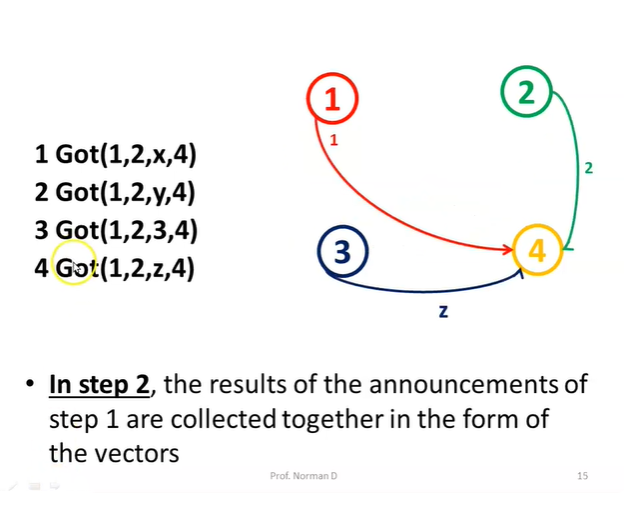 1 Got(1,2,x,4)
2 Got(1,2,y,4)
3 Got(1,2,3,4)
4 Got(1,2,z,4)
1
2
3
4
1
2
z
• In step 2, the results of the announcements of
step 1 are collected together in the form of
the vectors
Prof. Norman D
15